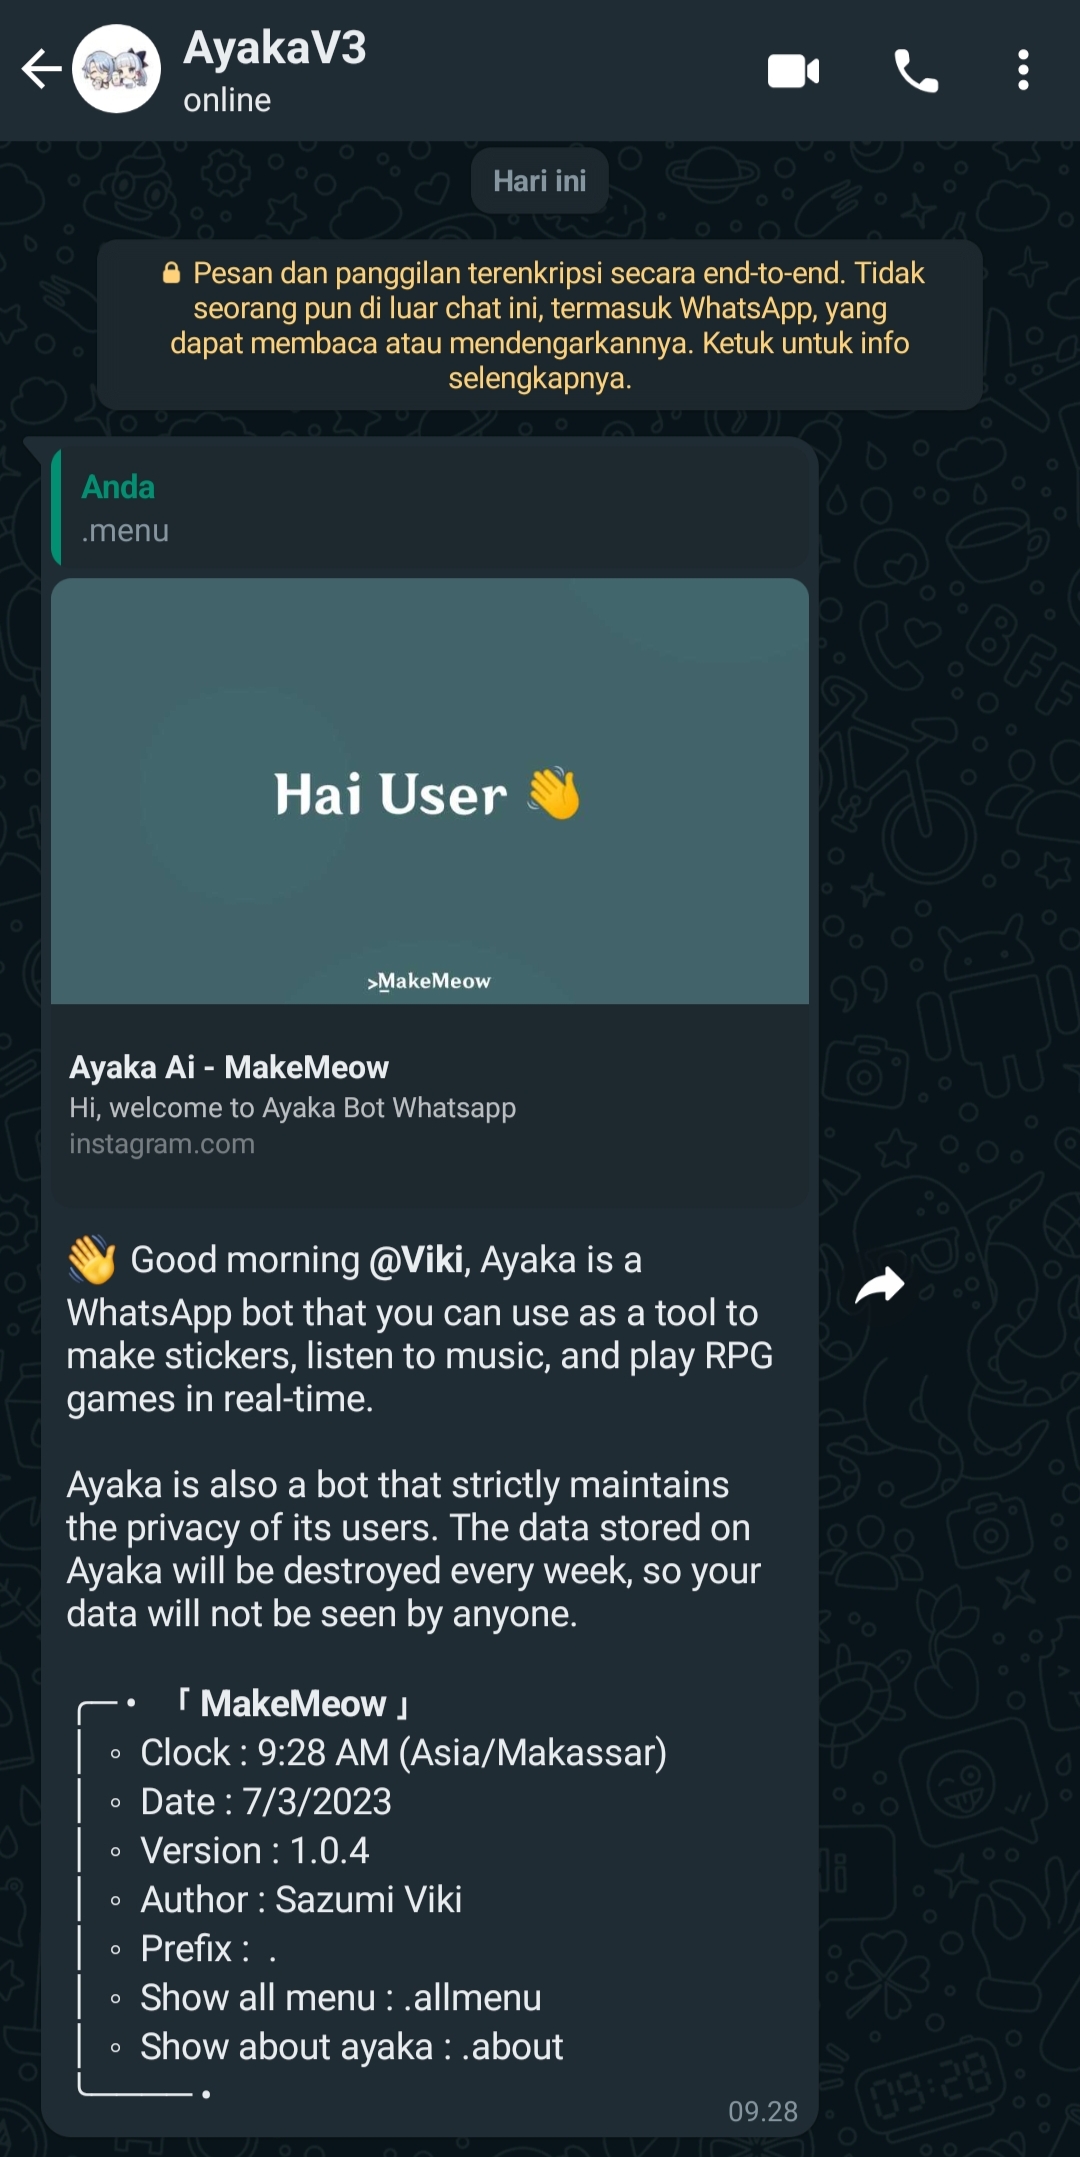 AyakaV3
online
Hari ini
🔒 Pesan dan panggilan terenkripsi secara end-to-end. Tidak
seorang pun di luar chat ini, termasuk WhatsApp, yang
dapat membaca atau mendengarkannya. Ketuk untuk info
selengkapnya.
Anda
.menu
Hai User 👋
>MakeMeow
Ayaka Ai - MakeMeow
Hi, welcome to Ayaka Bot Whatsapp
instagram.com
👋 Good morning @Viki, Ayaka is a
WhatsApp bot that you can use as a tool to
make stickers, listen to music, and play RPG
games in real-time.
Ayaka is also a bot that strictly maintains
the privacy of its users. The data stored on
Ayaka will be destroyed every week, so your
data will not be seen by anyone.
╭─• 「 MakeMeow 」
│ ◦ Clock : 9:28 AM (Asia/Makassar)
│ ◦ Date : 7/3/2023
│ ◦ Version : 1.0.4
│ ◦ Author : Sazumi Viki
│ ◦ Prefix : .
│ ◦ Show all menu : .allmenu
│ ◦ Show about ayaka : .about
╰──── •
09.28